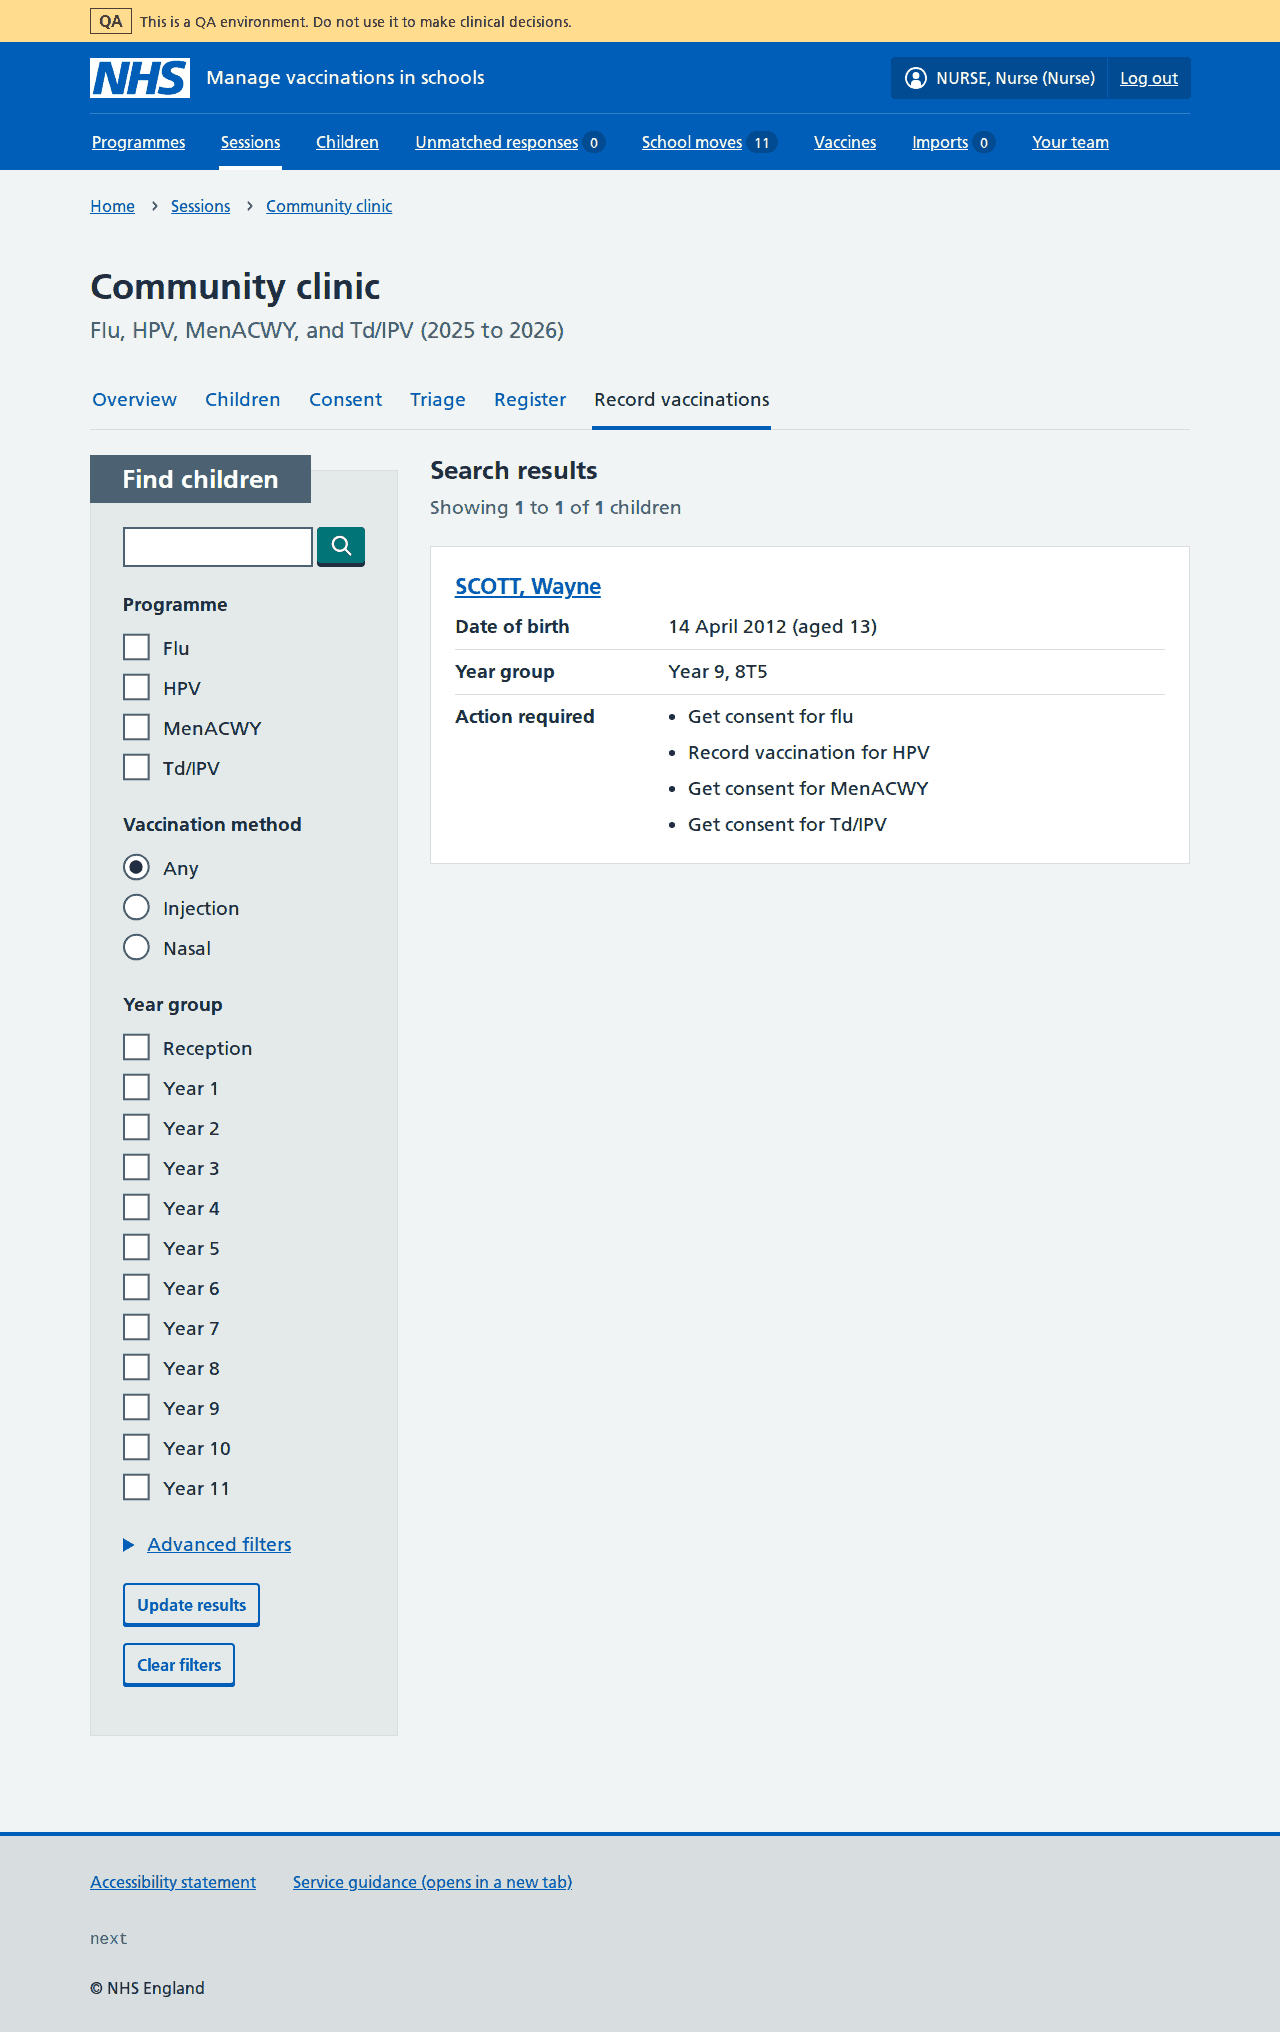 QA This is a QA environment. Do not use it to make clinical decisions.
NHS Manage vaccinations in schools NURSE, Nurse (Nurse) Log out
Programmes Sessions Children Unmatched responses 0 School moves 11 Vaccines Imports 0 Your team
Home Sessions Community clinic
Community clinic
Flu, HPV, MenACWY, and Td/IPV (2025 to 2026)
Overview Children Consent Triage Register Record vaccinations
Find children
Programme
Flu
HPV
MenACWY
Td/IPV
Vaccination method
Any
Injection
Nasal
Year group
Reception
Year 1
Year 2
Year 3
Year 4
Year 5
Year 6
Year 7
Year 8
Year 9
Year 10
Year 11
Advanced filters
Update results
Clear filters
Search results
Showing 1 to 1 of 1 children
SCOTT, Wayne
Date of birth 14 April 2012 (aged 13)
Year group Year 9, 8T5
Action required • Get consent for flu
• Record vaccination for HPV
• Get consent for MenACWY
• Get consent for Td/IPV
Accessibility statement Service guidance (opens in a new tab)
next
© NHS England